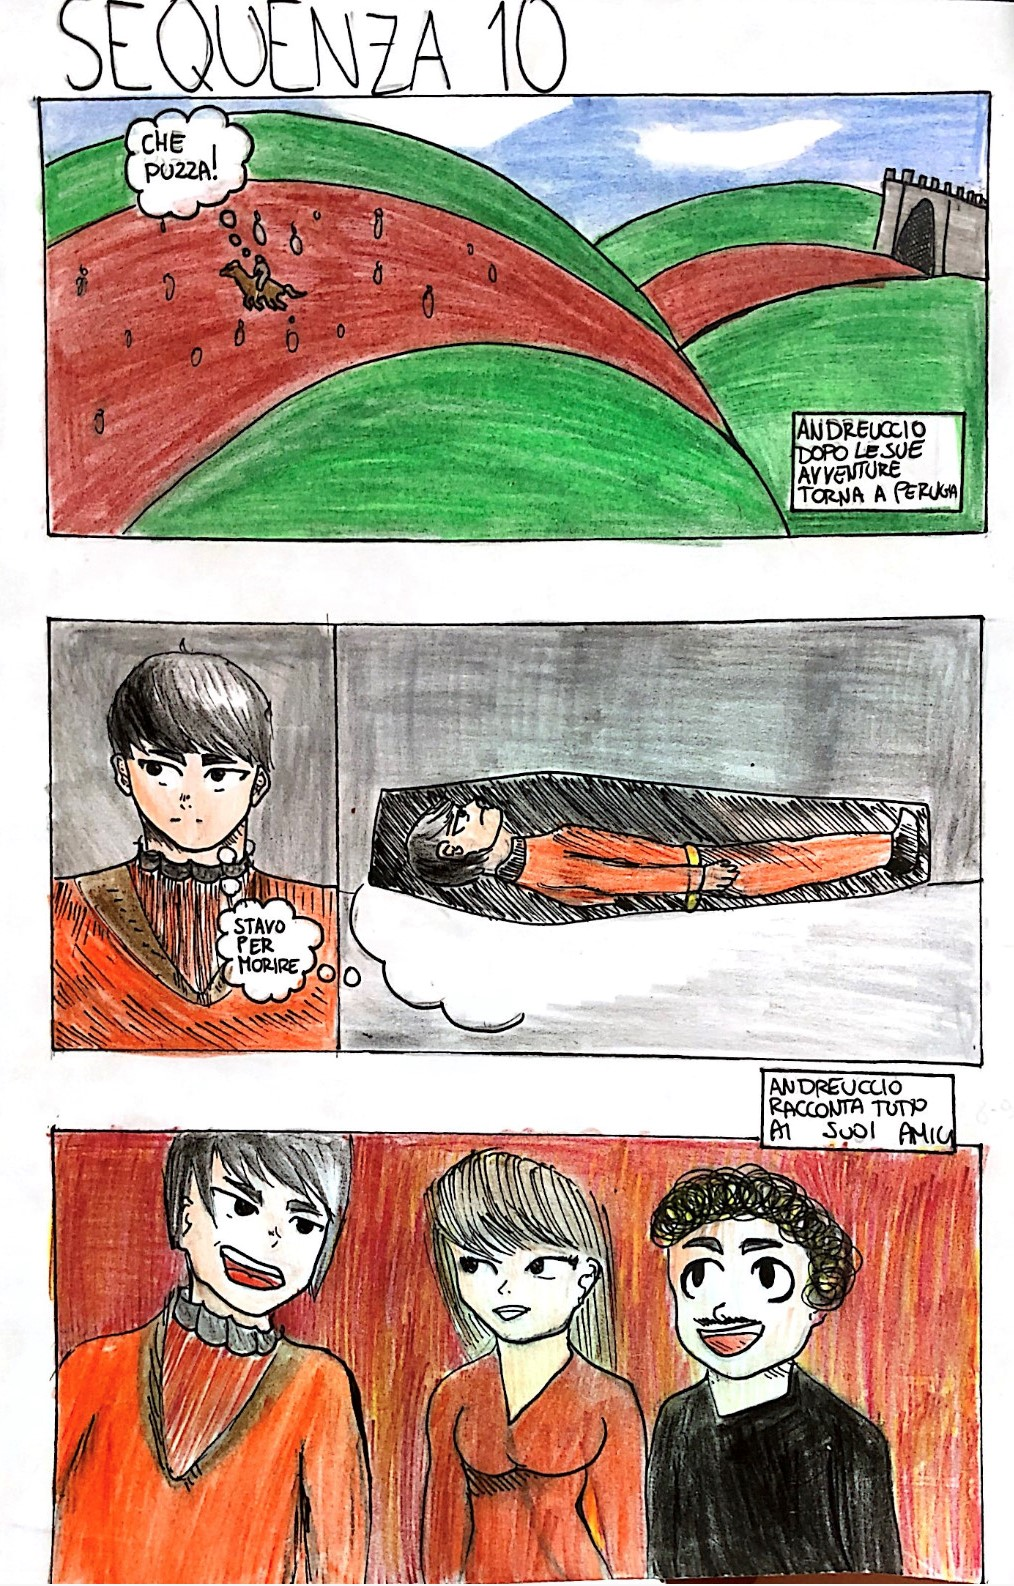 SEQUENZA 10
CHE
PUZZA!
ANDREUCCIO
DOPO LE SUE
AVVENTURE
TORNA A PERUGIA
STAVO
PER
MORIRE
ANDREUCCIO
RACCONTA TUTTO
AI SUOI AMICI